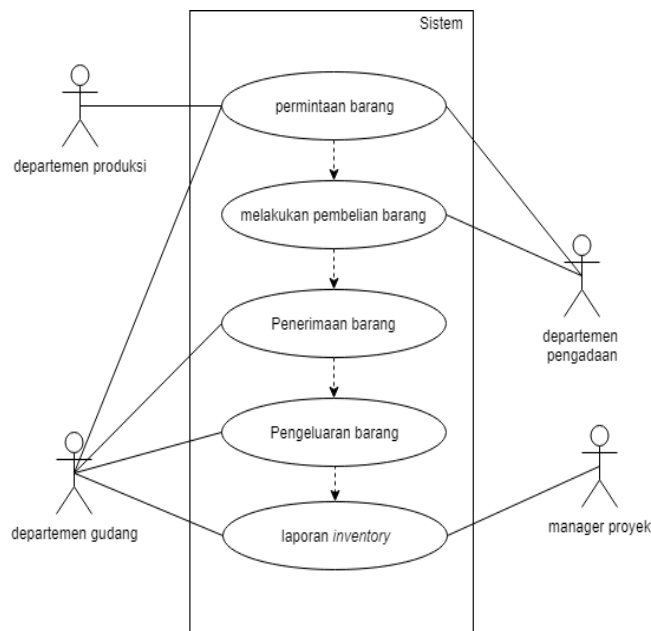 Sistem
permintaan barang
departemen produksi
melakukan pembelian barang
Penerimaan barang
departemen
pengadaan
Pengeluaran barang
departemen gudang
laporan inventory
manager proyek